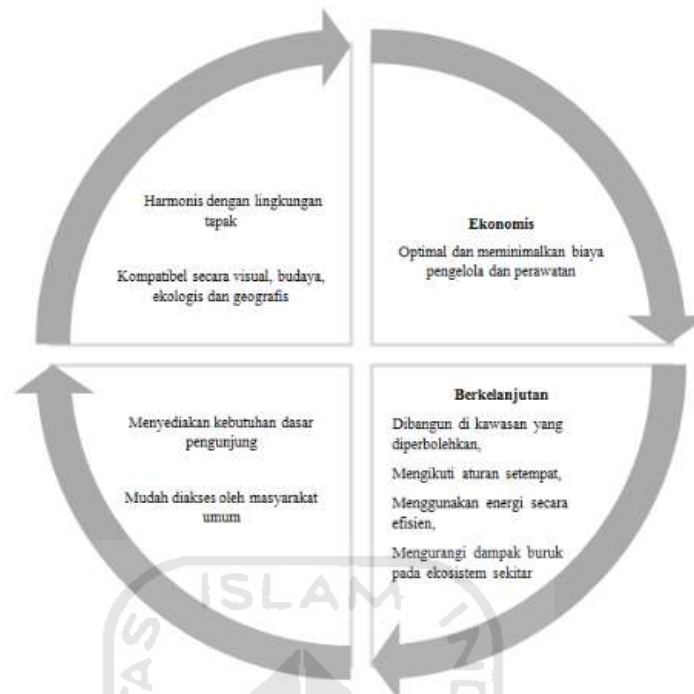 Harmonis dengan lingkungan
tapak
Kompatibel secara visual, budaya,
ekologis dan geografis
Ekonomis
Optimal dan meminimalkan biaya
pengelola dan perawatan
Menyediakan kebutuhan dasar
pengunjung
Mudah diakses oleh masyarakat
umum
Berkelanjutan
Dibangun di kawasan yang
diperbolehkan,
Mengikuti aturan setempat,
Menggunakan energi secara
efisien,
Mengurangi dampak buruk
pada ekosistem sekitar
ISLAM